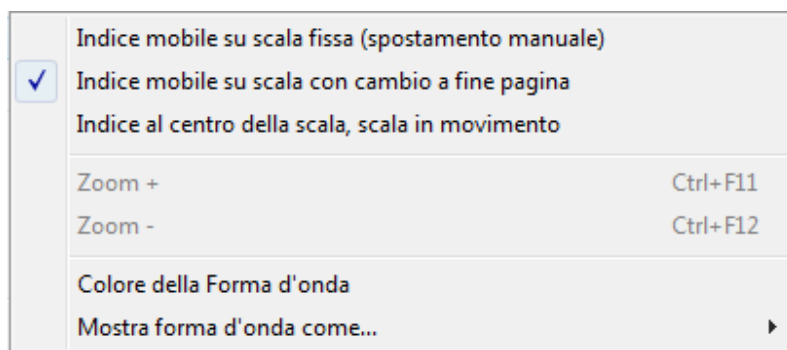 Indice mobile su scala fissa (spostamento manuale)
Indice mobile su scala con cambio a fine pagina
Indice al centro della scala, scala in movimento
Zoom + Ctrl+F11
Zoom - Ctrl+F12
Colore della Forma d'onda
Mostra forma d'onda come...